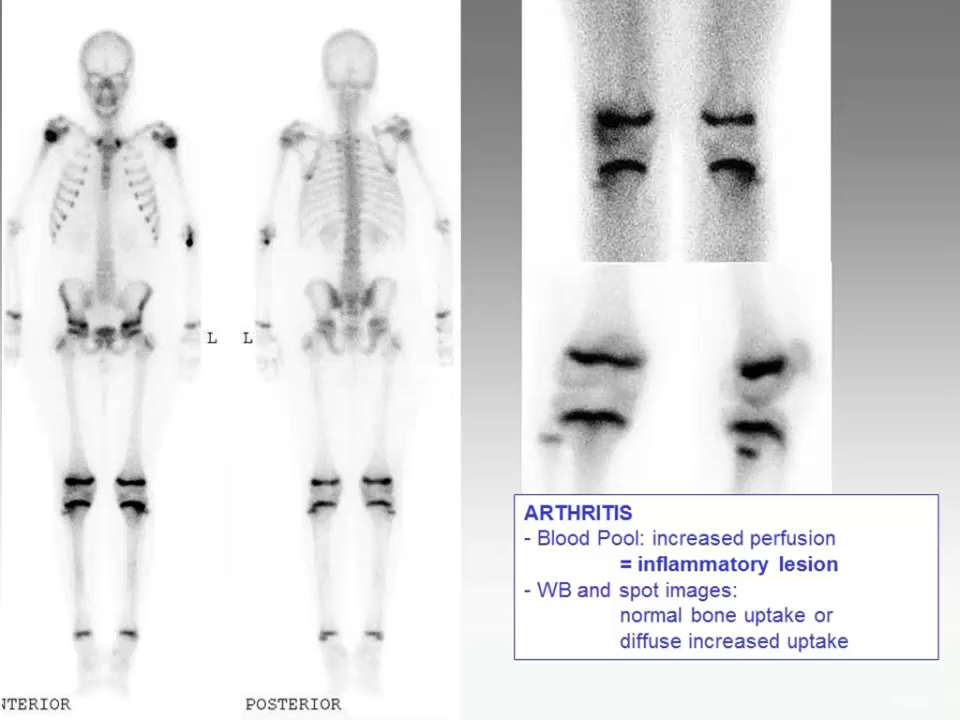 L L
NTERIOR POSTERIOR
ARTHRITIS
- Blood Pool: increased perfusion
= inflammatory lesion
- WB and spot images:
normal bone uptake or
diffuse increased uptake